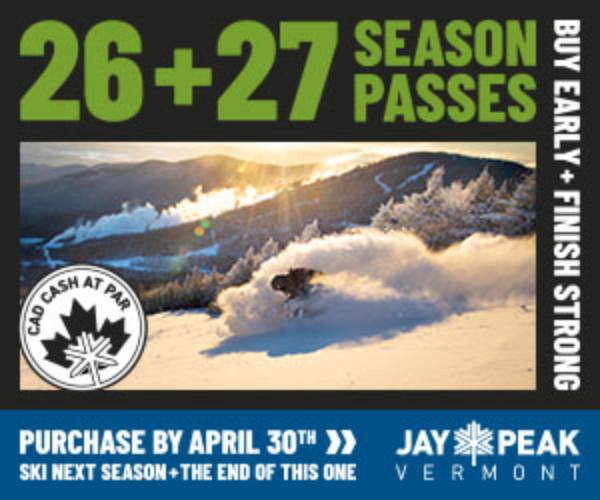 26+27
SEASON
PASSES
BUY EARLY + FINISH STRONG
CAD CASH AT PAR
PURCHASE BY APRIL 30TH
SKI NEXT SEASON+THE END OF THIS ONE
JAY PEAK
VERMONT